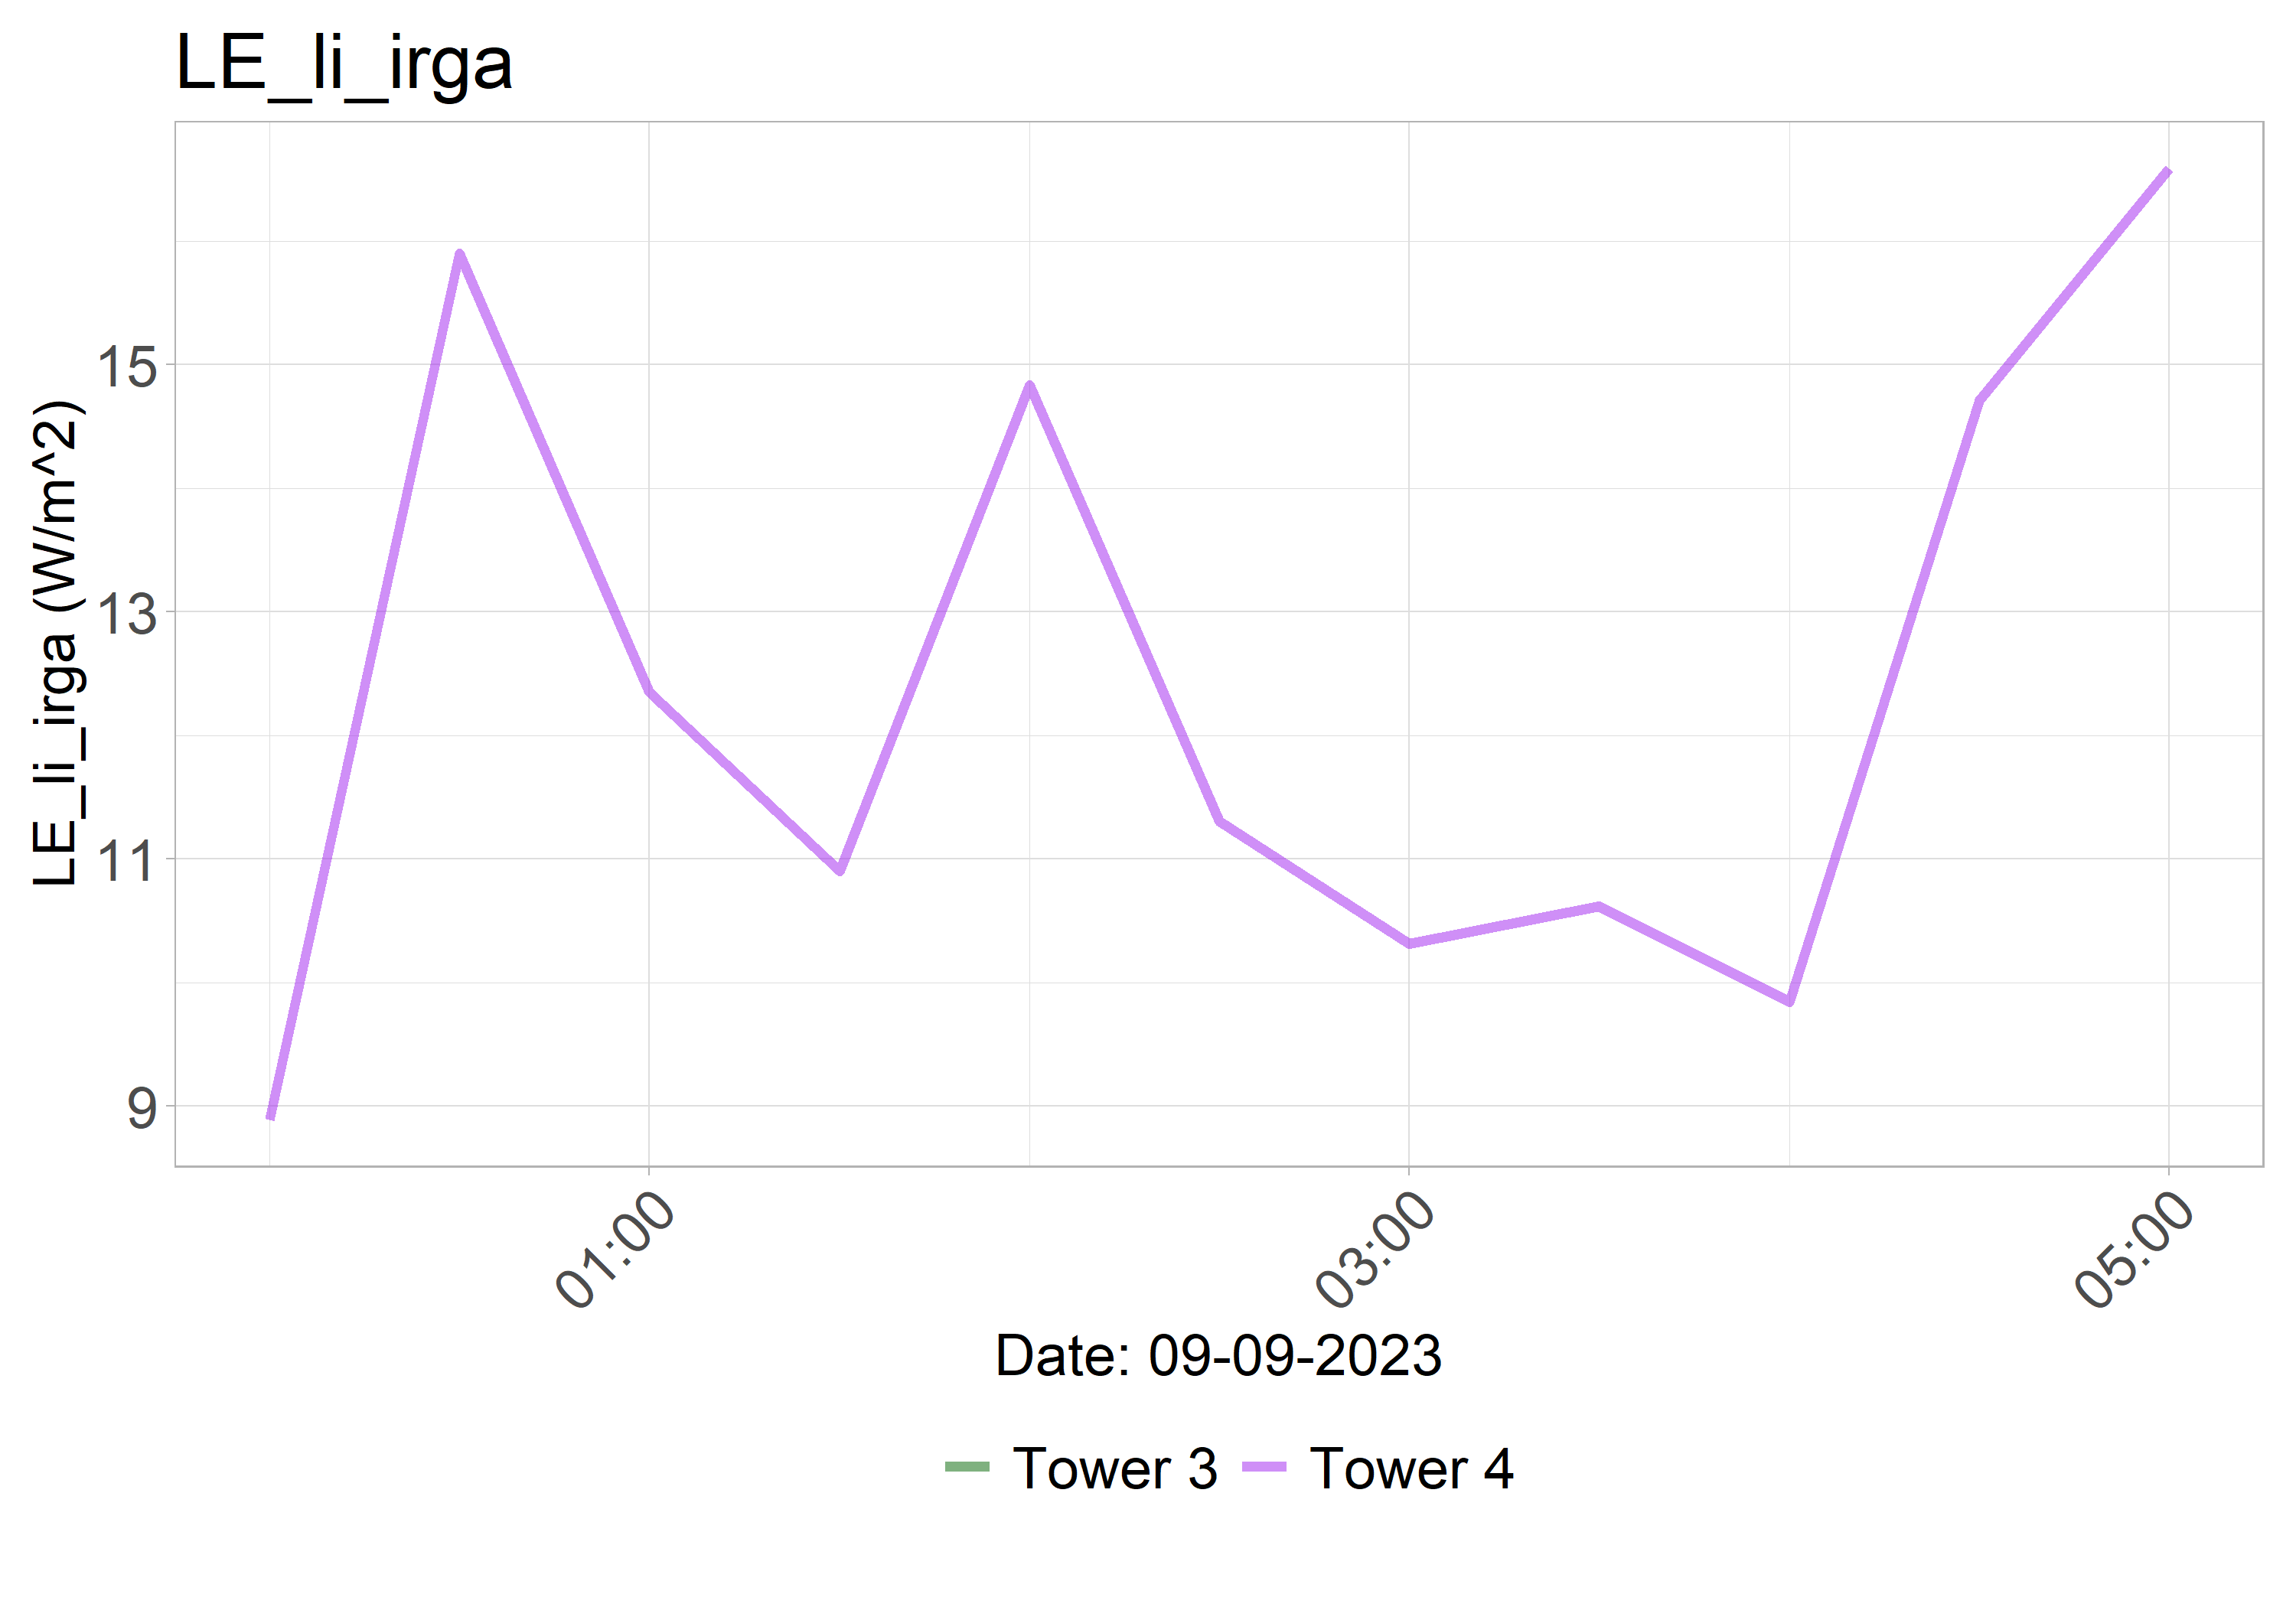 LE_li_irga
LE_li_irga (W/m^2)
15
13
11
9
01:00
03:00
05:00
Date: 09-09-2023
Tower 3
Tower 4